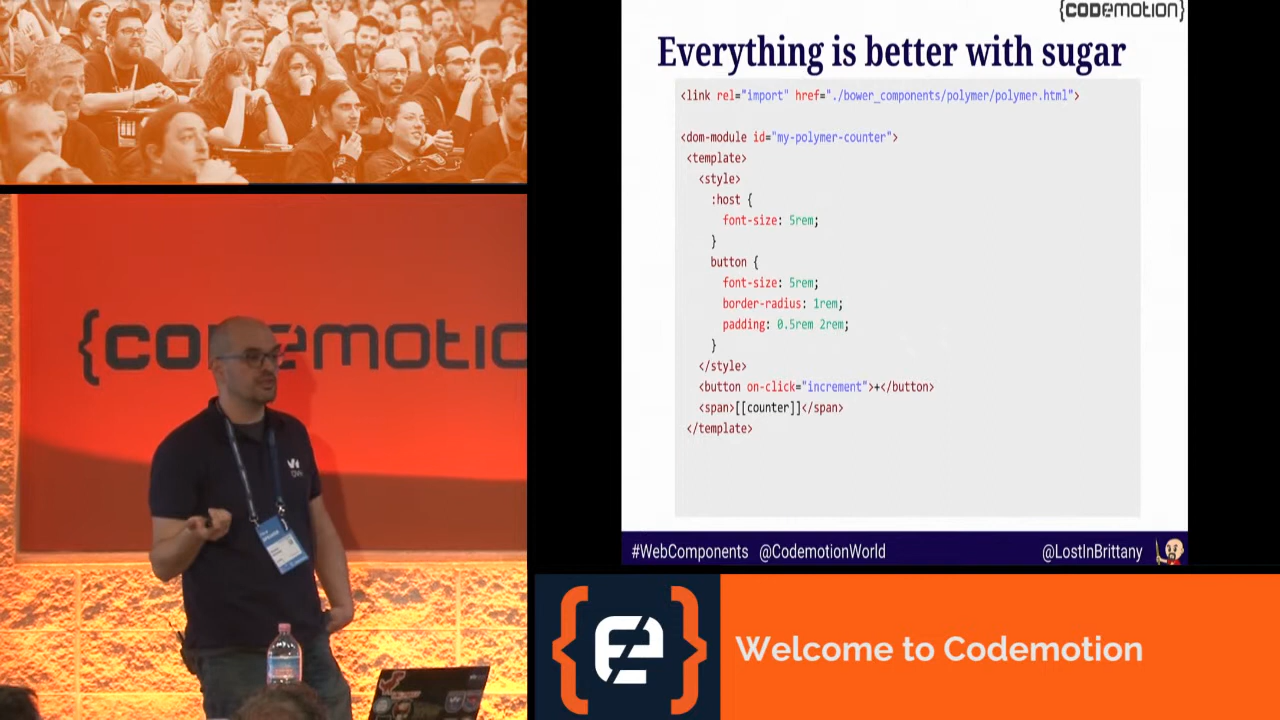 {codemotion}
Everything is better with sugar
<link rel="import" href="./bower_components/polymer/polymer.html">
<dom-module id="my-polymer-counter">
<template>
<style>
:host {
font-size: 5rem;
}
button {
font-size: 5rem;
border-radius: 1rem;
padding: 0.5rem 2rem;
}
</style>
<button on-click="increment">+</button>
<span>[[counter]]</span>
</template>
#WebComponents @CodemotionWorld @LostInBrittany
{codemotio
Welcome to Codemotion